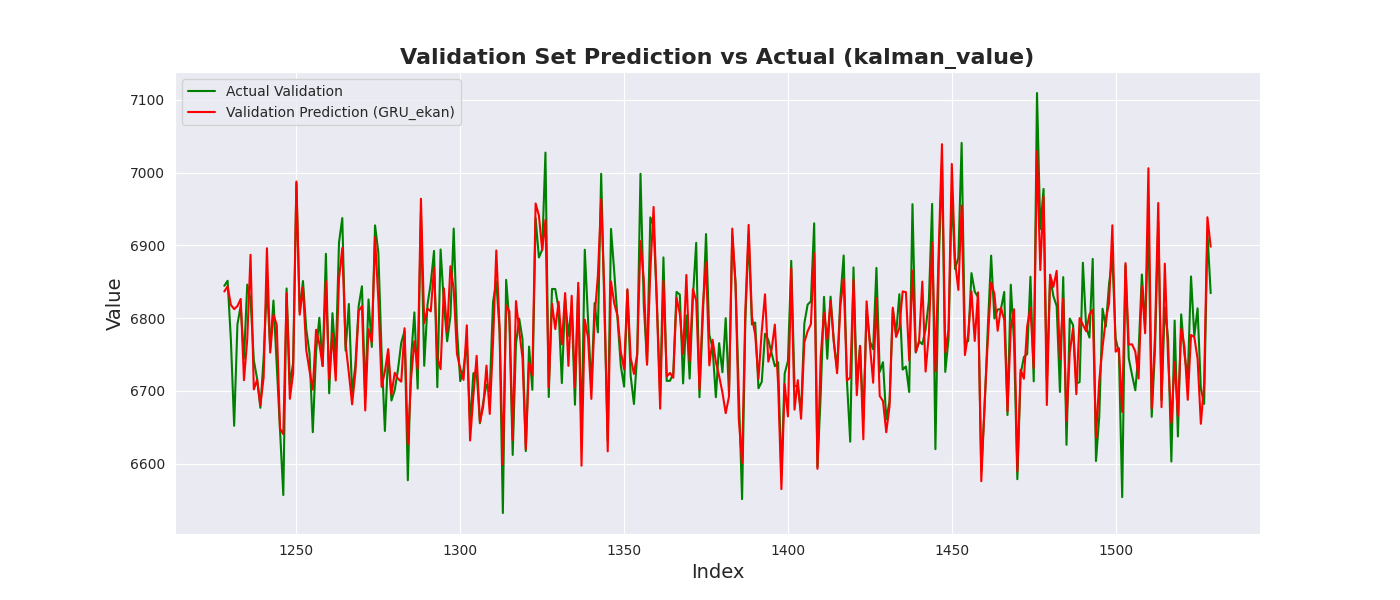 Validation Set Prediction vs Actual (kalman_value)
Actual Validation
Validation Prediction (GRU_ekan)
7100
7000
6900
6800
6700
6600
Value
1250 1300 1350 1400 1450 1500
Index